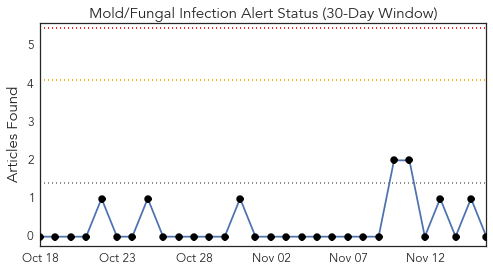 Mold/Fungal Infection Alert Status (30-Day Window)
Articles Found
5
4
3
2
1
0
Oct 18 Oct 23 Oct 28 Nov 02 Nov 07 Nov 12